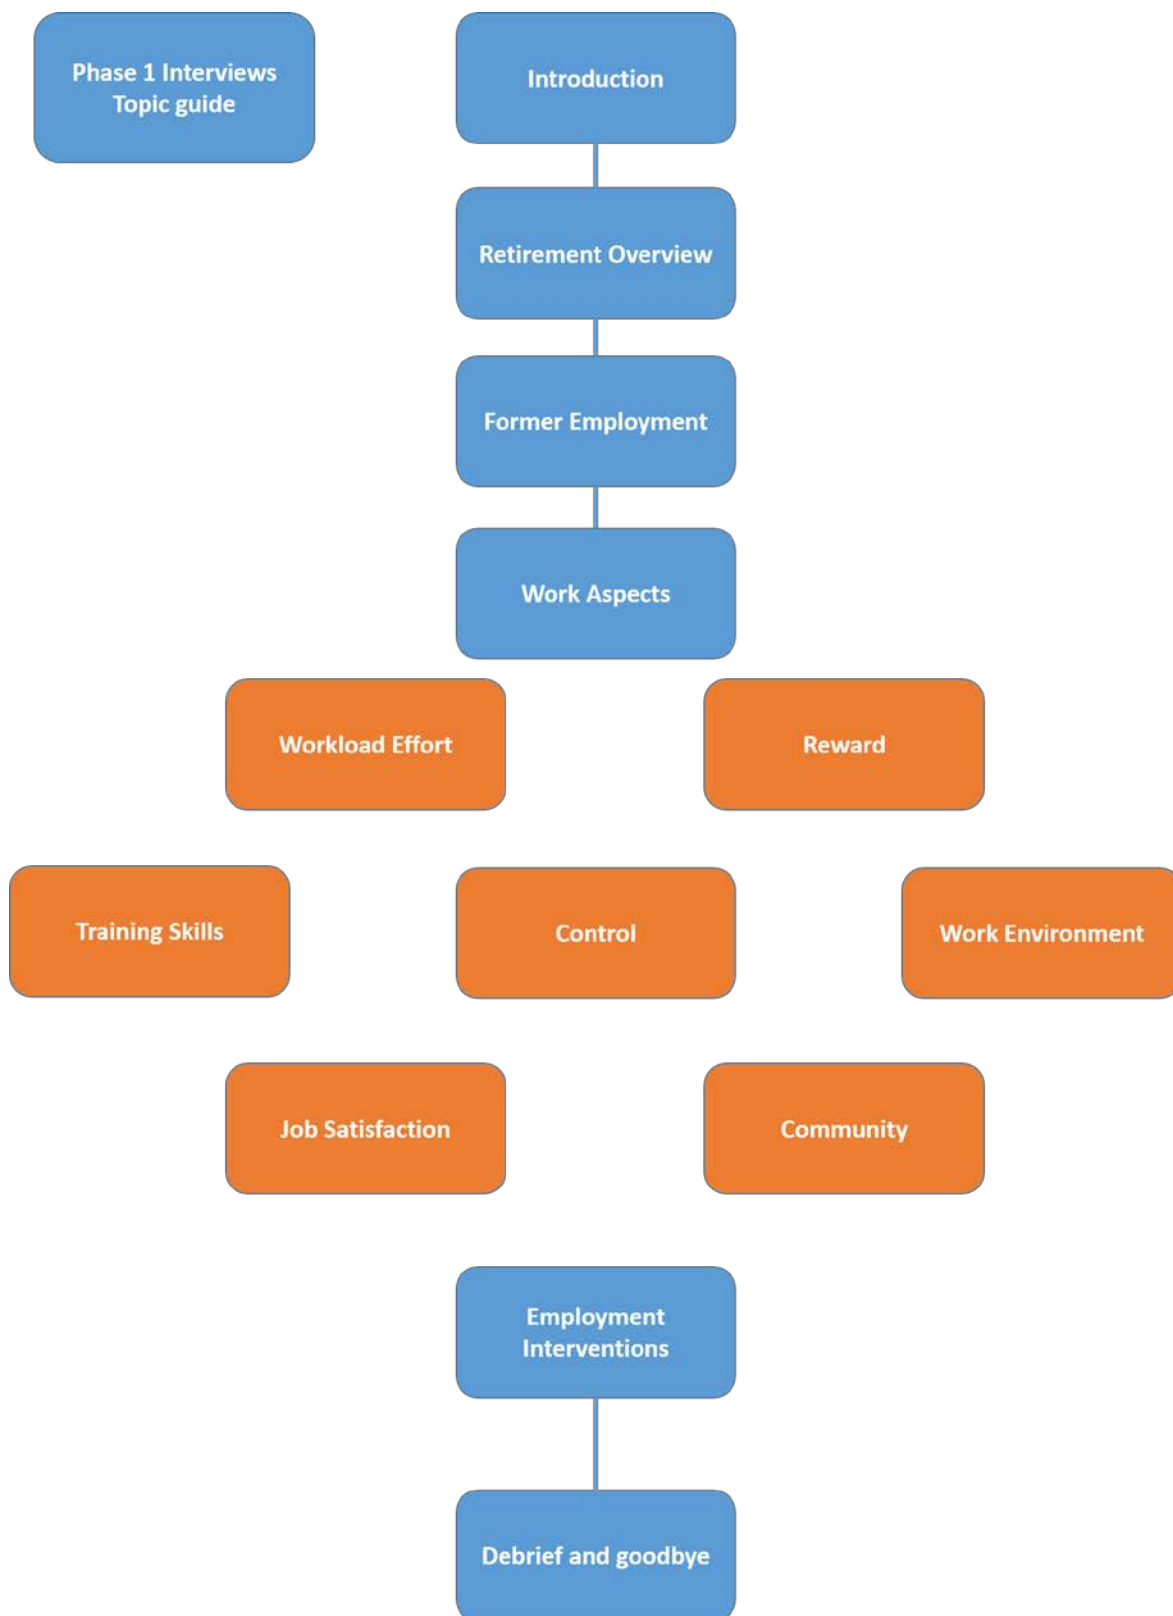 Phase 1 Interviews
Topic guide
Introduction
Retirement Overview
Former Employment
Work Aspects
Workload Effort
Reward
Training Skills
Control
Work Environment
Job Satisfaction
Community
Employment
Interventions
Debrief and goodbye